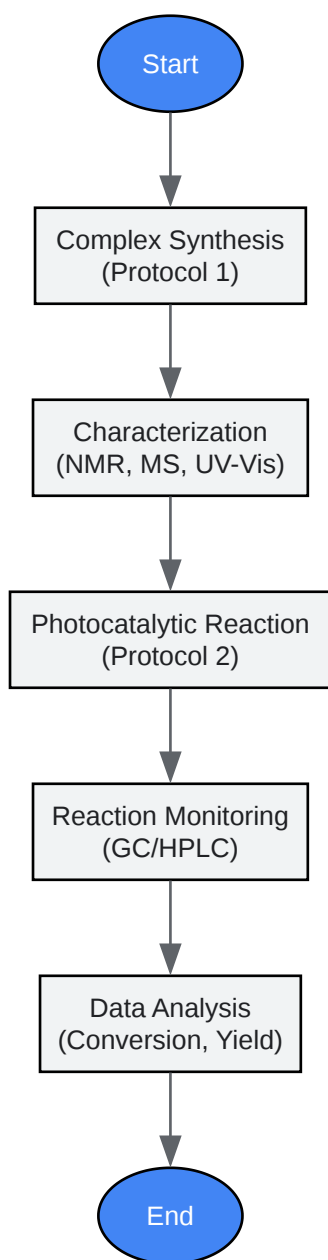 Start
Complex Synthesis
(Protocol 1)
Characterization
(NMR, MS, UV-Vis)
Photocatalytic Reaction
(Protocol 2)
Reaction Monitoring
(GC/HPLC)
Data Analysis
(Conversion, Yield)
End